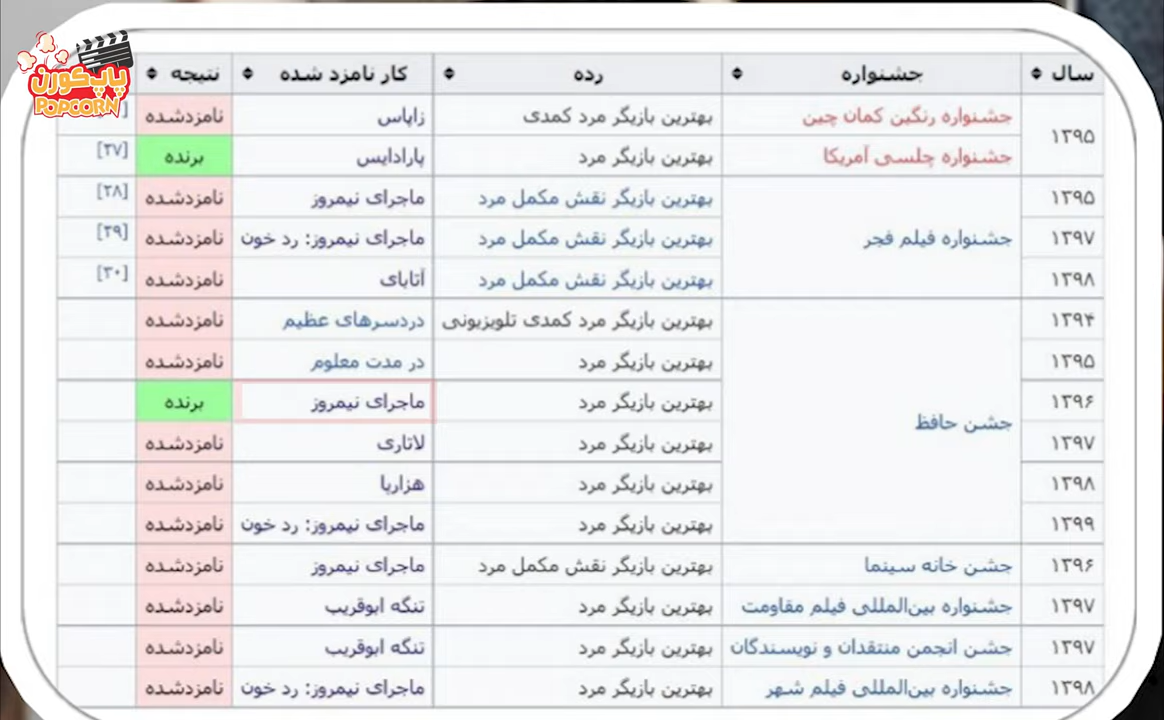 پاپکورن
POPCORN
سال جشنواره رده کار نامزد شده نتیجه
۱۳۹۵ جشنواره رنگین کمان چین بهترین بازیگر مرد کمدی زاپاس نامزدشده
جشنواره چلسی آمریکا بهترین بازیگر مرد پارادایس برنده [۲۷]
۱۳۹۵ جشنواره فیلم فجر بهترین بازیگر نقش مکمل مرد ماجرای نیمروز نامزدشده [۲۸]
۱۳۹۷ بهترین بازیگر نقش مکمل مرد ماجرای نیمروز: رد خون نامزدشده [۲۹]
۱۳۹۸ بهترین بازیگر نقش مکمل مرد آتابای نامزدشده [۳۰]
۱۳۹۴ جشن حافظ بهترین بازیگر مرد کمدی تلویزیونی دردسرهای عظیم نامزدشده
۱۳۹۵ بهترین بازیگر مرد در مدت معلوم نامزدشده
۱۳۹۶ بهترین بازیگر مرد ماجرای نیمروز برنده
۱۳۹۷ بهترین بازیگر مرد لاتاری نامزدشده
۱۳۹۸ بهترین بازیگر مرد هزارپا نامزدشده
۱۳۹۹ بهترین بازیگر مرد ماجرای نیمروز: رد خون نامزدشده
۱۳۹۶ جشن خانه سینما بهترین بازیگر نقش مکمل مرد ماجرای نیمروز نامزدشده
۱۳۹۷ جشنواره بین‌المللی فیلم مقاومت بهترین بازیگر مرد تنگه ابوقریب نامزدشده
۱۳۹۷ جشن انجمن منتقدان و نویسندگان بهترین بازیگر مرد تنگه ابوقریب نامزدشده
۱۳۹۸ جشنواره بین‌المللی فیلم شهر بهترین بازیگر مرد ماجرای نیمروز: رد خون نامزدشده